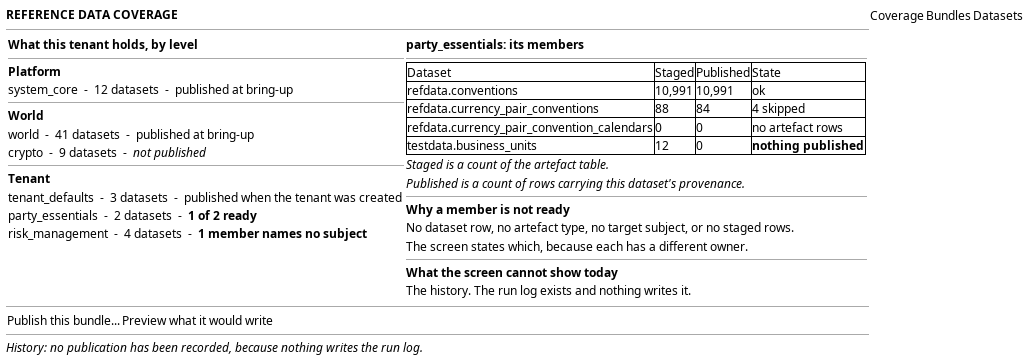 REFERENCE DATA COVERAGE
Coverage Bundles Datasets
What this tenant holds, by level
Platform
system_core - 12 datasets - published at bring-up
World
world - 41 datasets - published at bring-up
crypto - 9 datasets - not published
Tenant
tenant_defaults - 3 datasets - published when the tenant was created
party_essentials - 2 datasets - 1 of 2 ready
risk_management - 4 datasets - 1 member names no subject
party_essentials: its members
Dataset Staged Published State
refdata.conventions 10,991 10,991 ok
refdata.currency_pair_conventions 88 84 4 skipped
refdata.currency_pair_convention_calendars 0 0 no artefact rows
testdata.business_units 12 0 nothing published
Staged is a count of the artefact table.
Published is a count of rows carrying this dataset's provenance.
Why a member is not ready
No dataset row, no artefact type, no target subject, or no staged rows.
The screen states which, because each has a different owner.
What the screen cannot show today
The history. The run log exists and nothing writes it.
Publish this bundle... Preview what it would write
History: no publication has been recorded, because nothing writes the run log.